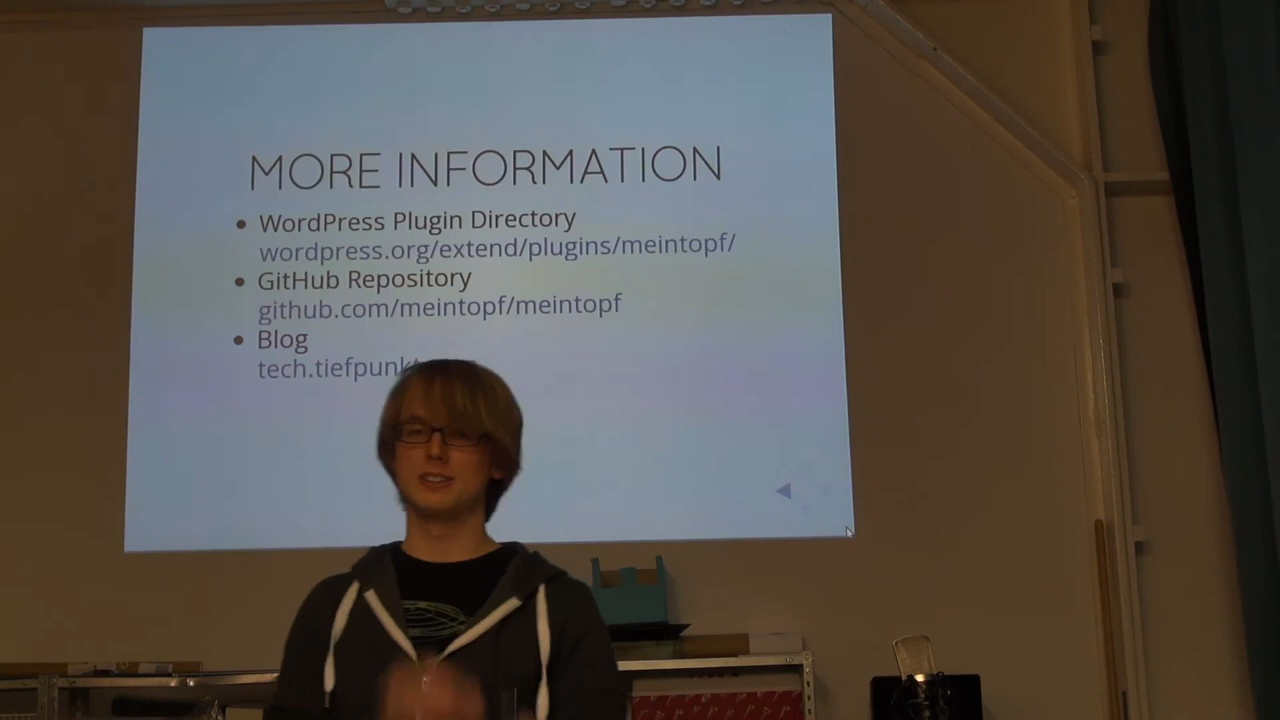 MORE INFORMATION
WordPress Plugin Directory
wordpress.org/extend/plugins/meintopf/
GitHub Repository
github.com/meintopf/meintopf
Blog